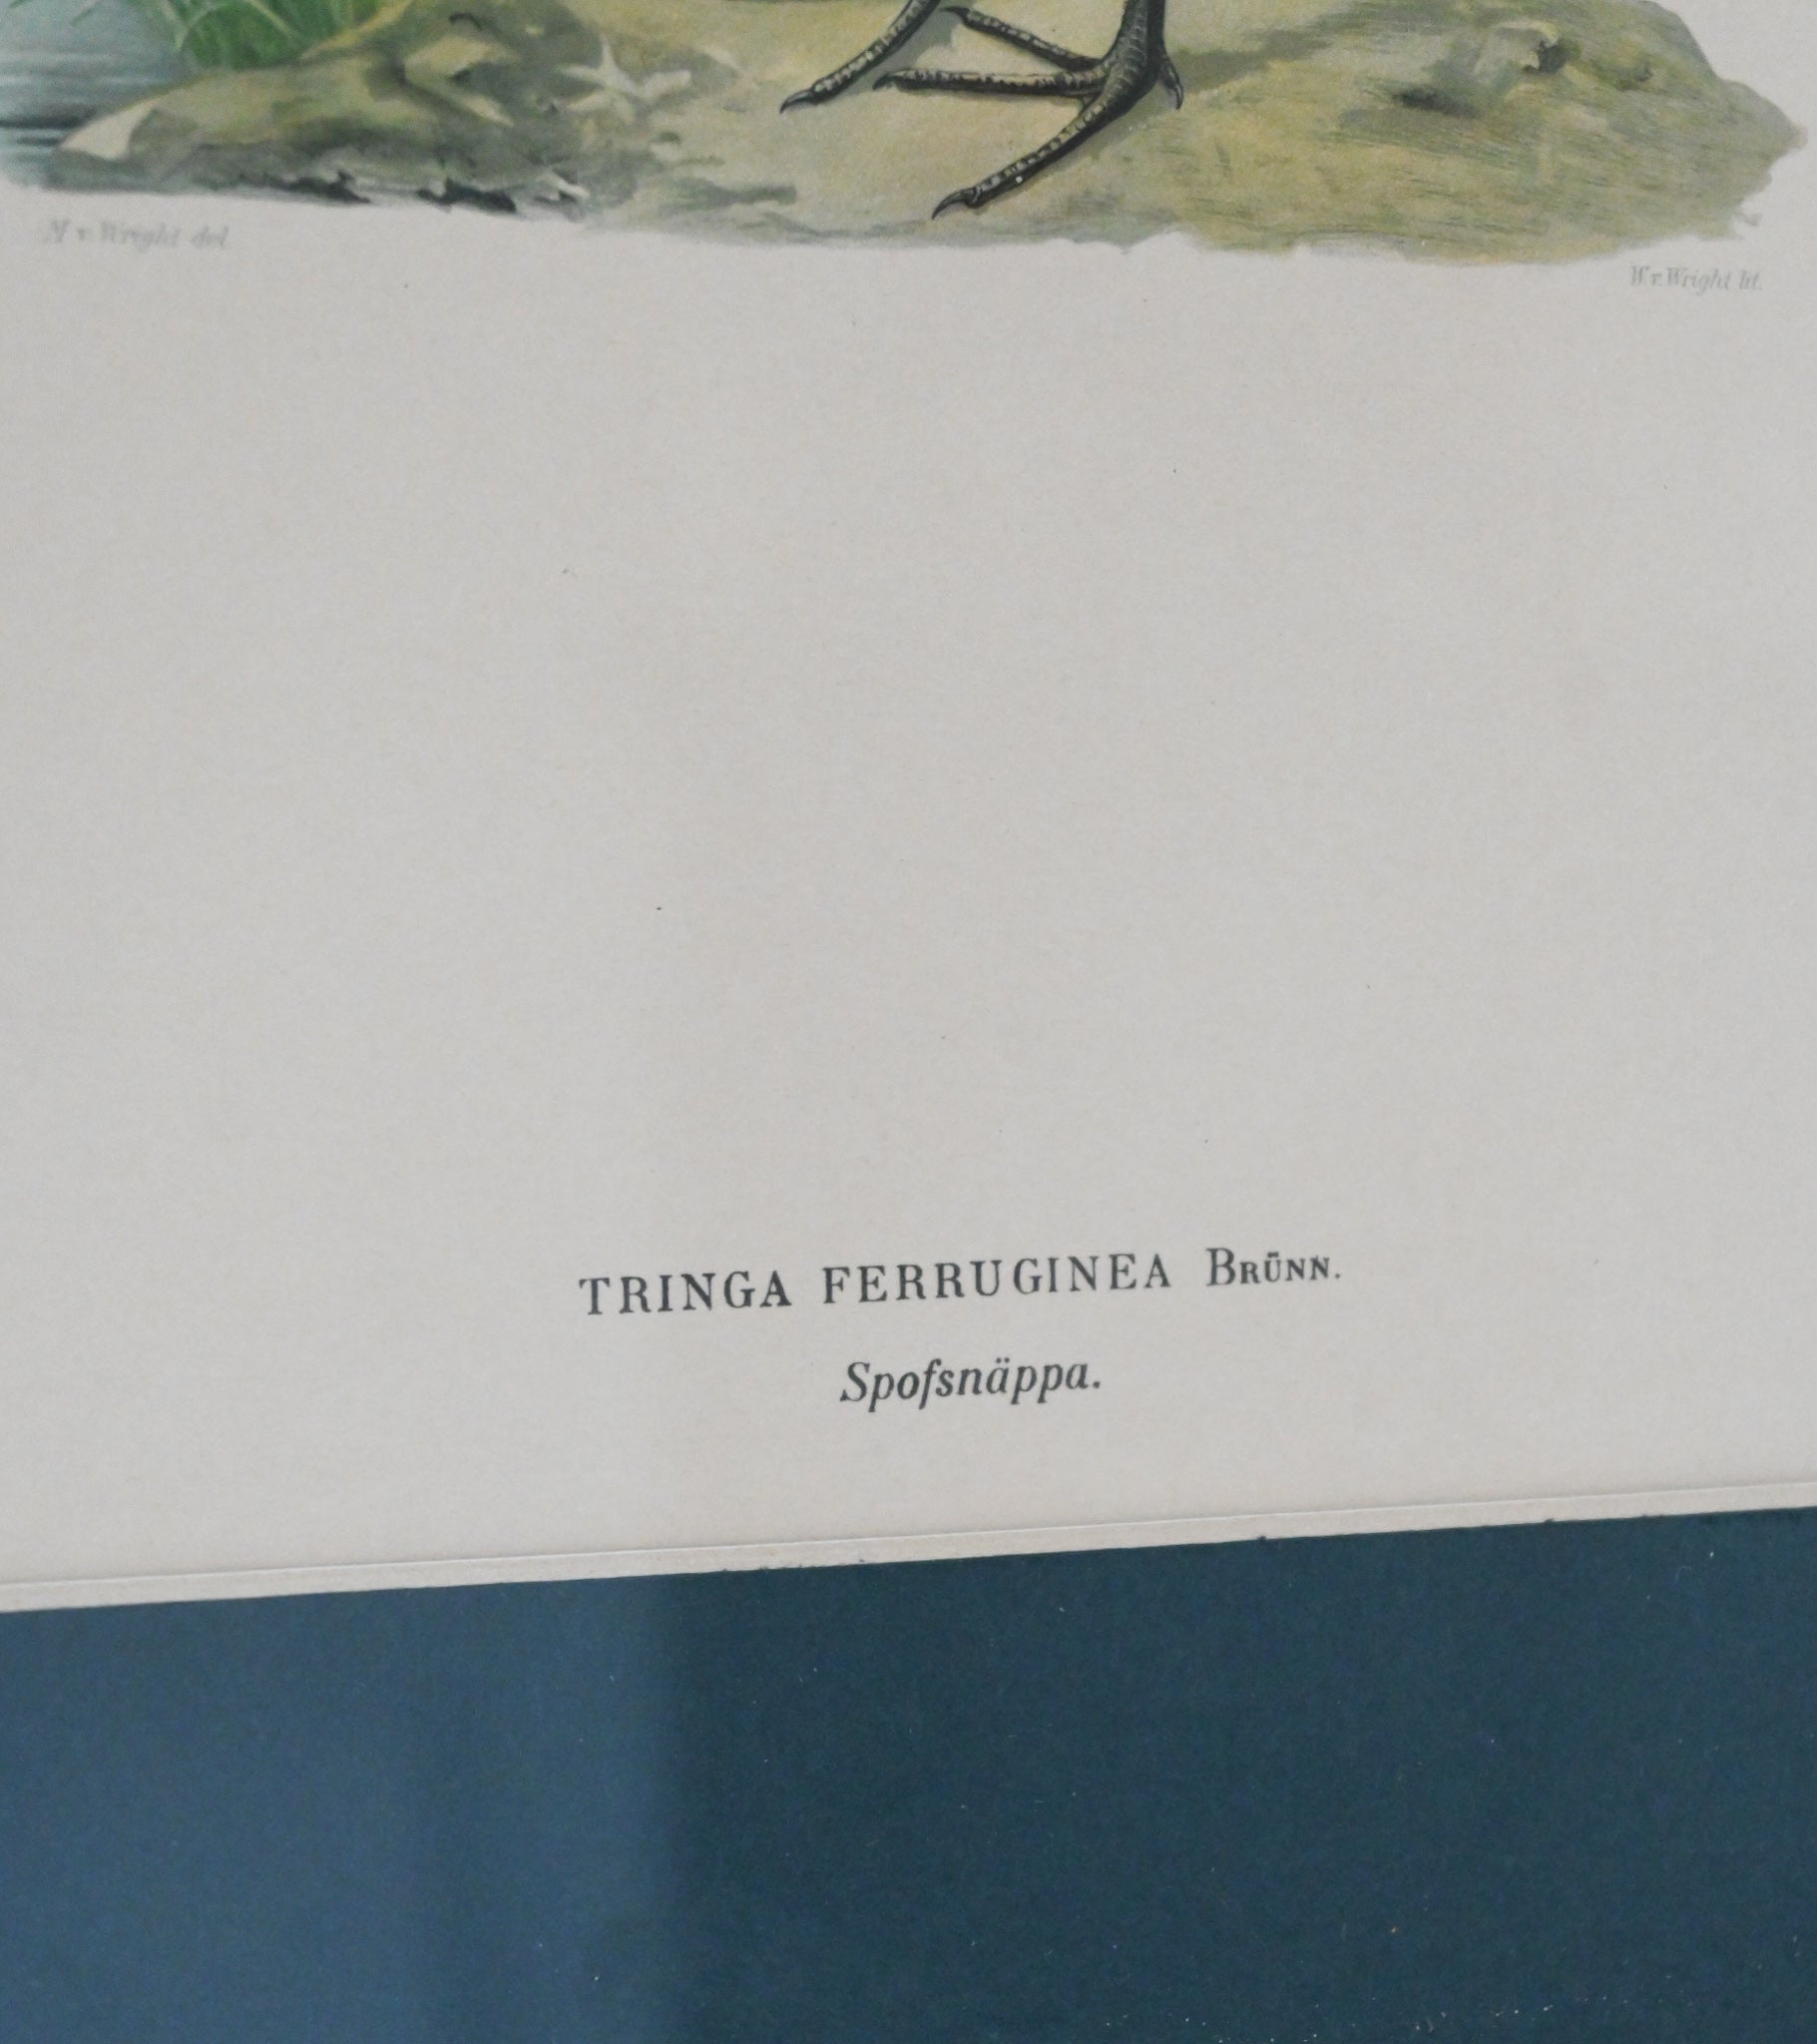 M v. Wright del.
W. v. Wright lit.
TRINGA FERRUGINEA BRÜNN.
Spofsnäppa.